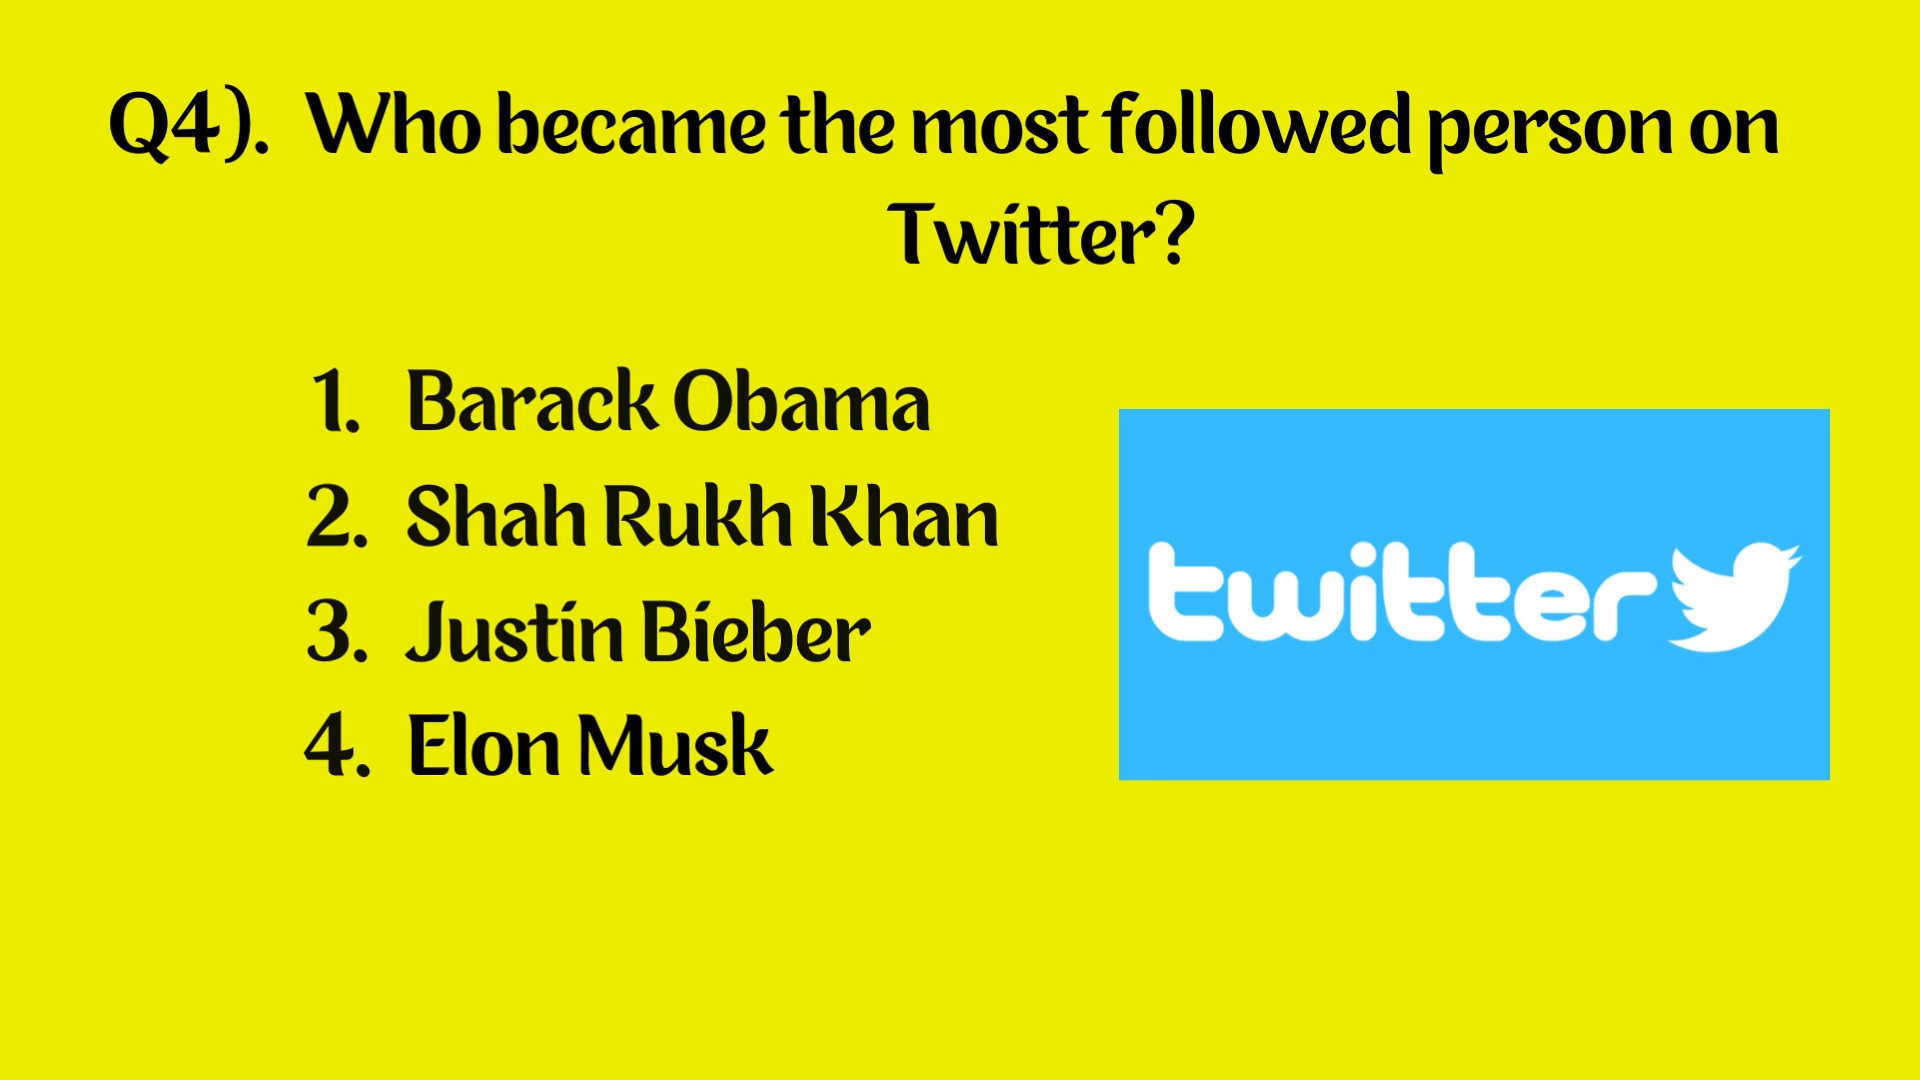 Q4). Who became the most followed person on
Twitter?
1. Barack Obama
2. Shah Rukh Khan
3. Justin Bieber
4. Elon Musk
twitter